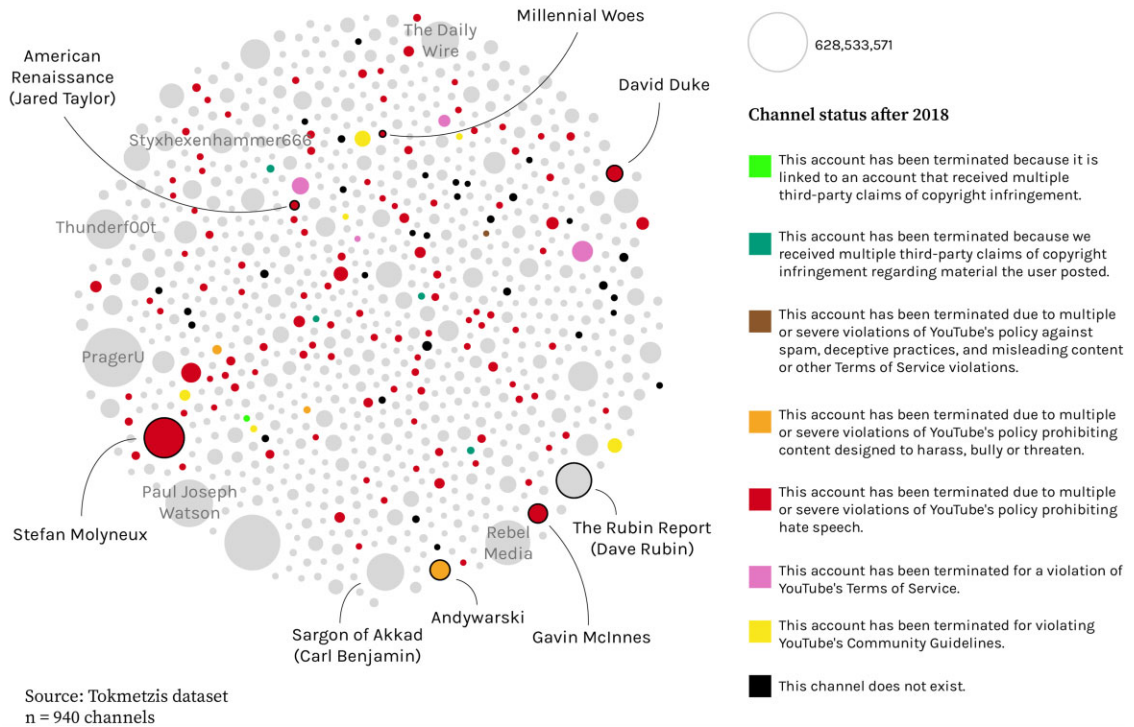 Millennial Woes
The Daily
Wire
American
Renaissance
(Jared Taylor)
David Duke
Styxhexenhammer666
Thunderf00t
PragerU
Stefan Molyneux
Paul Joseph
Watson
The Rubin Report
(Dave Rubin)
Rebel
Media
Andywarski
Gavin McInnes
Sargon of Akkad
(Carl Benjamin)
Source: Tokmetzis dataset
n = 940 channels
628,533,571
Channel status after 2018
This account has been terminated because it is
linked to an account that received multiple
third-party claims of copyright infringement.
This account has been terminated because we
received multiple third-party claims of copyright
infringement regarding material the user posted.
This account has been terminated due to multiple
or severe violations of YouTube's policy against
spam, deceptive practices, and misleading content
or other Terms of Service violations.
This account has been terminated due to multiple
or severe violations of YouTube's policy prohibiting
content designed to harass, bully or threaten.
This account has been terminated due to multiple
or severe violations of YouTube's policy prohibiting
hate speech.
This account has been terminated for a violation of
YouTube's Terms of Service.
This account has been terminated for violating
YouTube's Community Guidelines.
This channel does not exist.